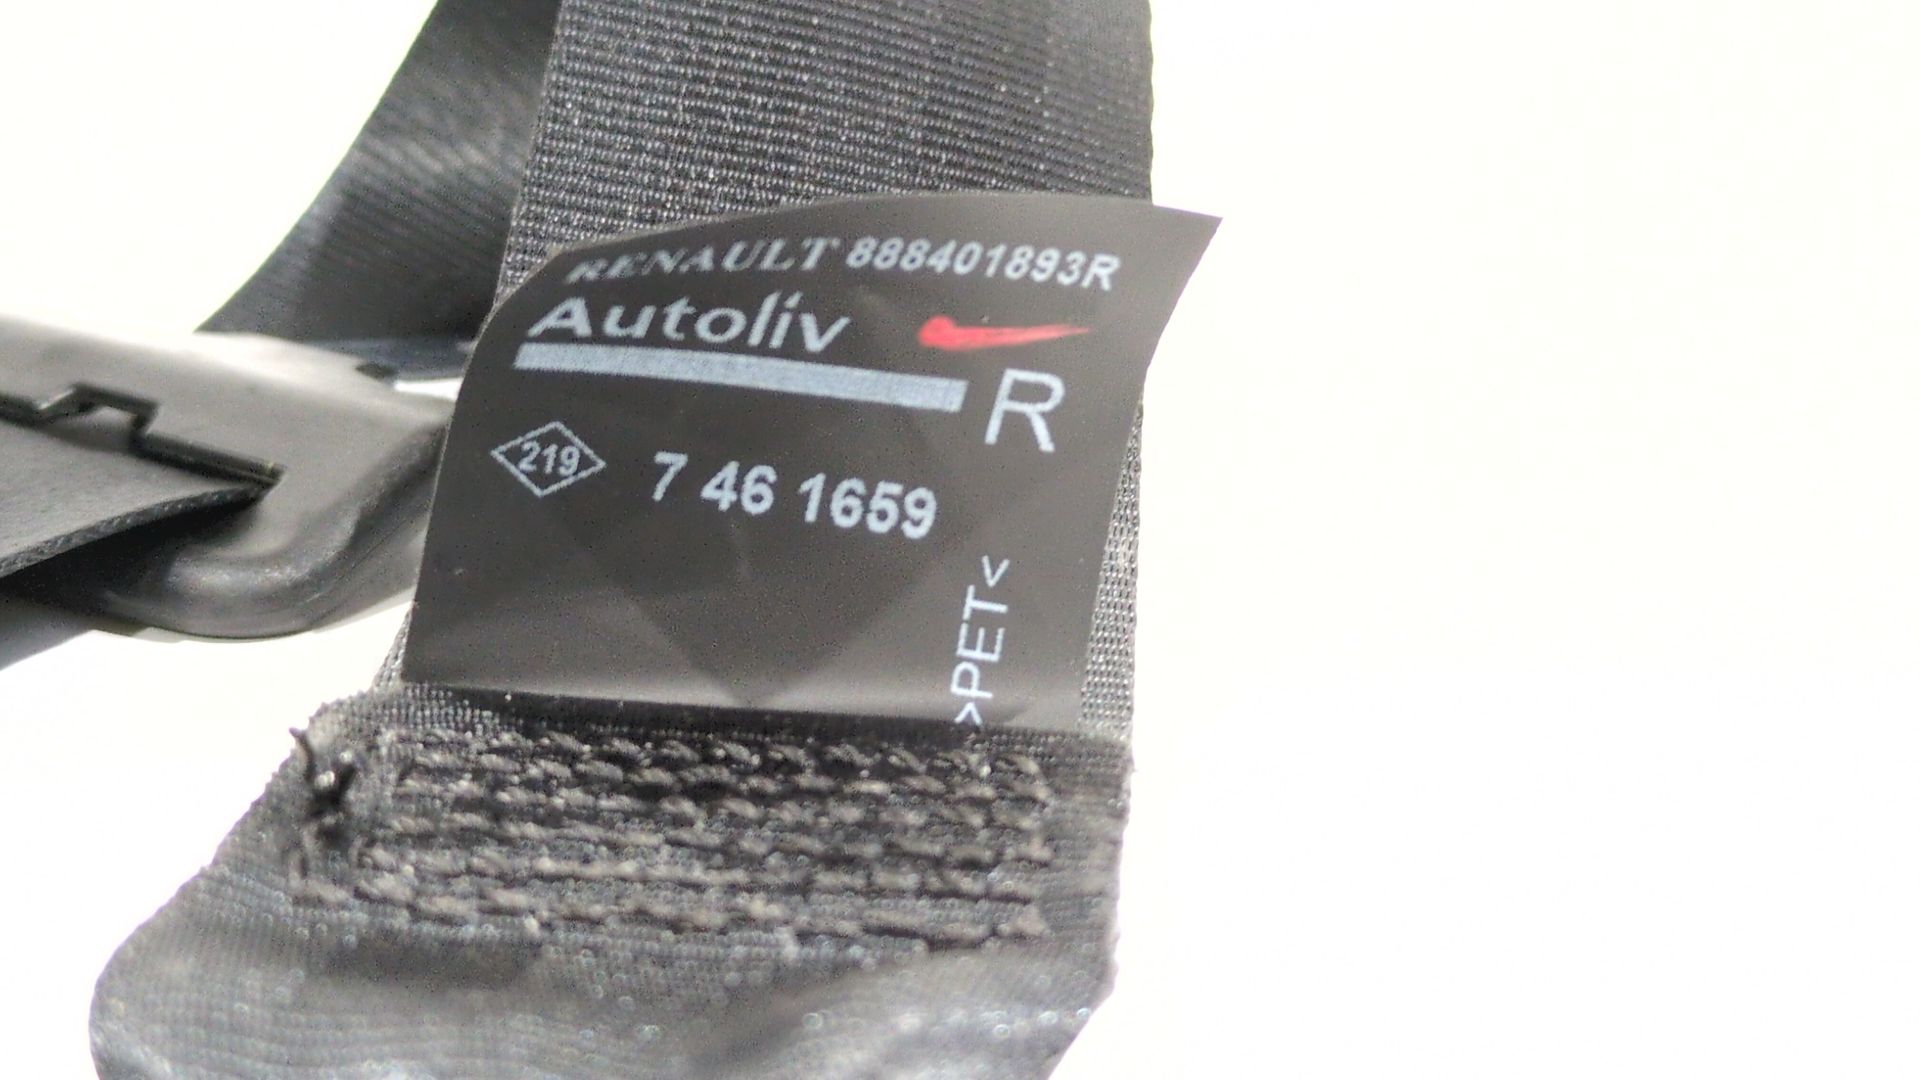 RENAULT 888401893R
Autoliv
R
219
7 46 1659
>PET<